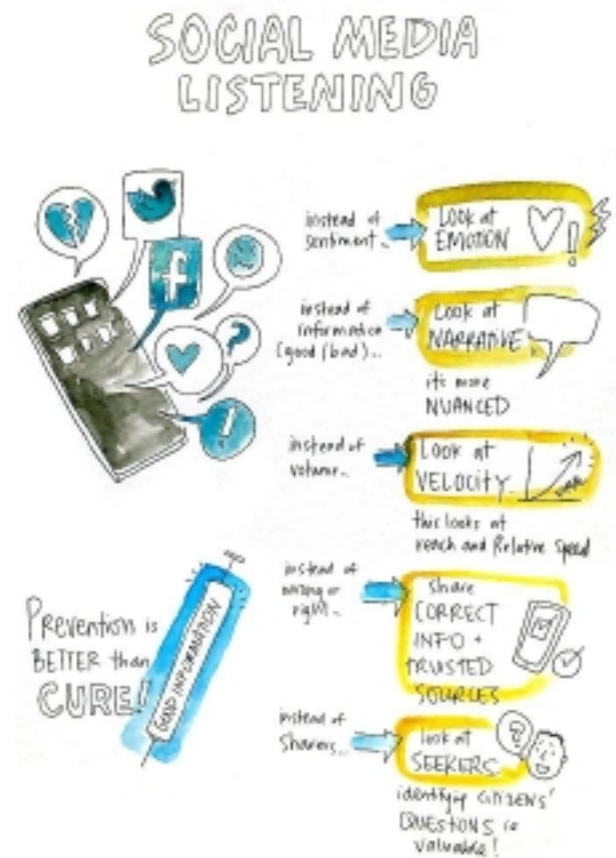 SOCIAL MEDIA
LISTENING
instead of
sentiment...
Look at
EMOTION
instead of
information
(good/bad)...
Look at
NARRATIVE
it's more
NUANCED
instead of
volume...
Look at
VELOCITY
this looks at
reach and Relative Speed
instead of
wrong or
right...
share
CORRECT
INFO +
TRUSTED
SOURCES
instead of
Sharers...
look at
SEEKERS
identifying CITIZENS'
QUESTIONS is
valuable!
Prevention is
BETTER than
CURE!
GOOD INFORMATION